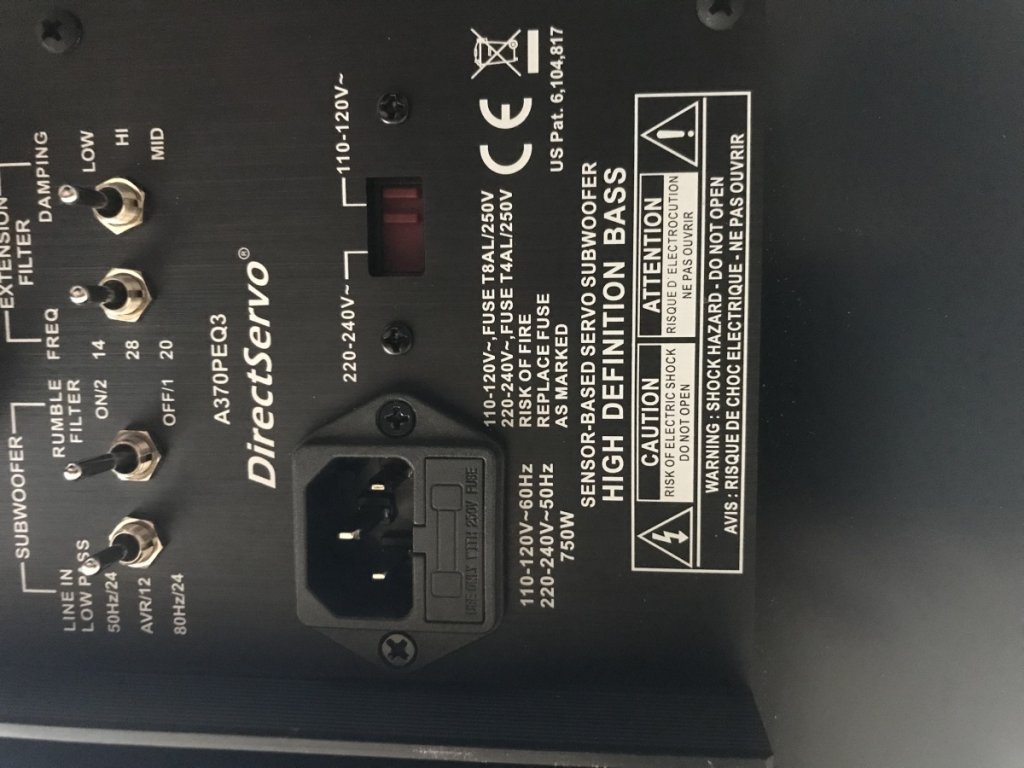 SUBWOOFER
EXTENSION
FILTER
LINE IN
LOW PASS
50Hz/24
AVR/12
80Hz/24
RUMBLE
FILTER
ON/2
OFF/1
FREQ
14
28
20
DAMPING
LOW
HI
MID
A370PEQ3
DirectServo®
220-240V~
110-120V~
USE ONLY WITH 250V FUSE
110-120V~60Hz
220-240V~50Hz
750W
110-120V~,FUSE T8AL/250V
220-240V~,FUSE T4AL/250V
RISK OF FIRE
REPLACE FUSE
AS MARKED
CE
US Pat. 6,104,817
SENSOR-BASED SERVO SUBWOOFER
HIGH DEFINITION BASS
CAUTION
RISK OF ELECTRIC SHOCK
DO NOT OPEN
ATTENTION
RISQUE D`ELECTROCUTION
NE PAS OUVRIR
WARNING : SHOCK HAZARD - DO NOT OPEN
AVIS : RISQUE DE CHOC ELECTRIQUE - NE PAS OUVRIR